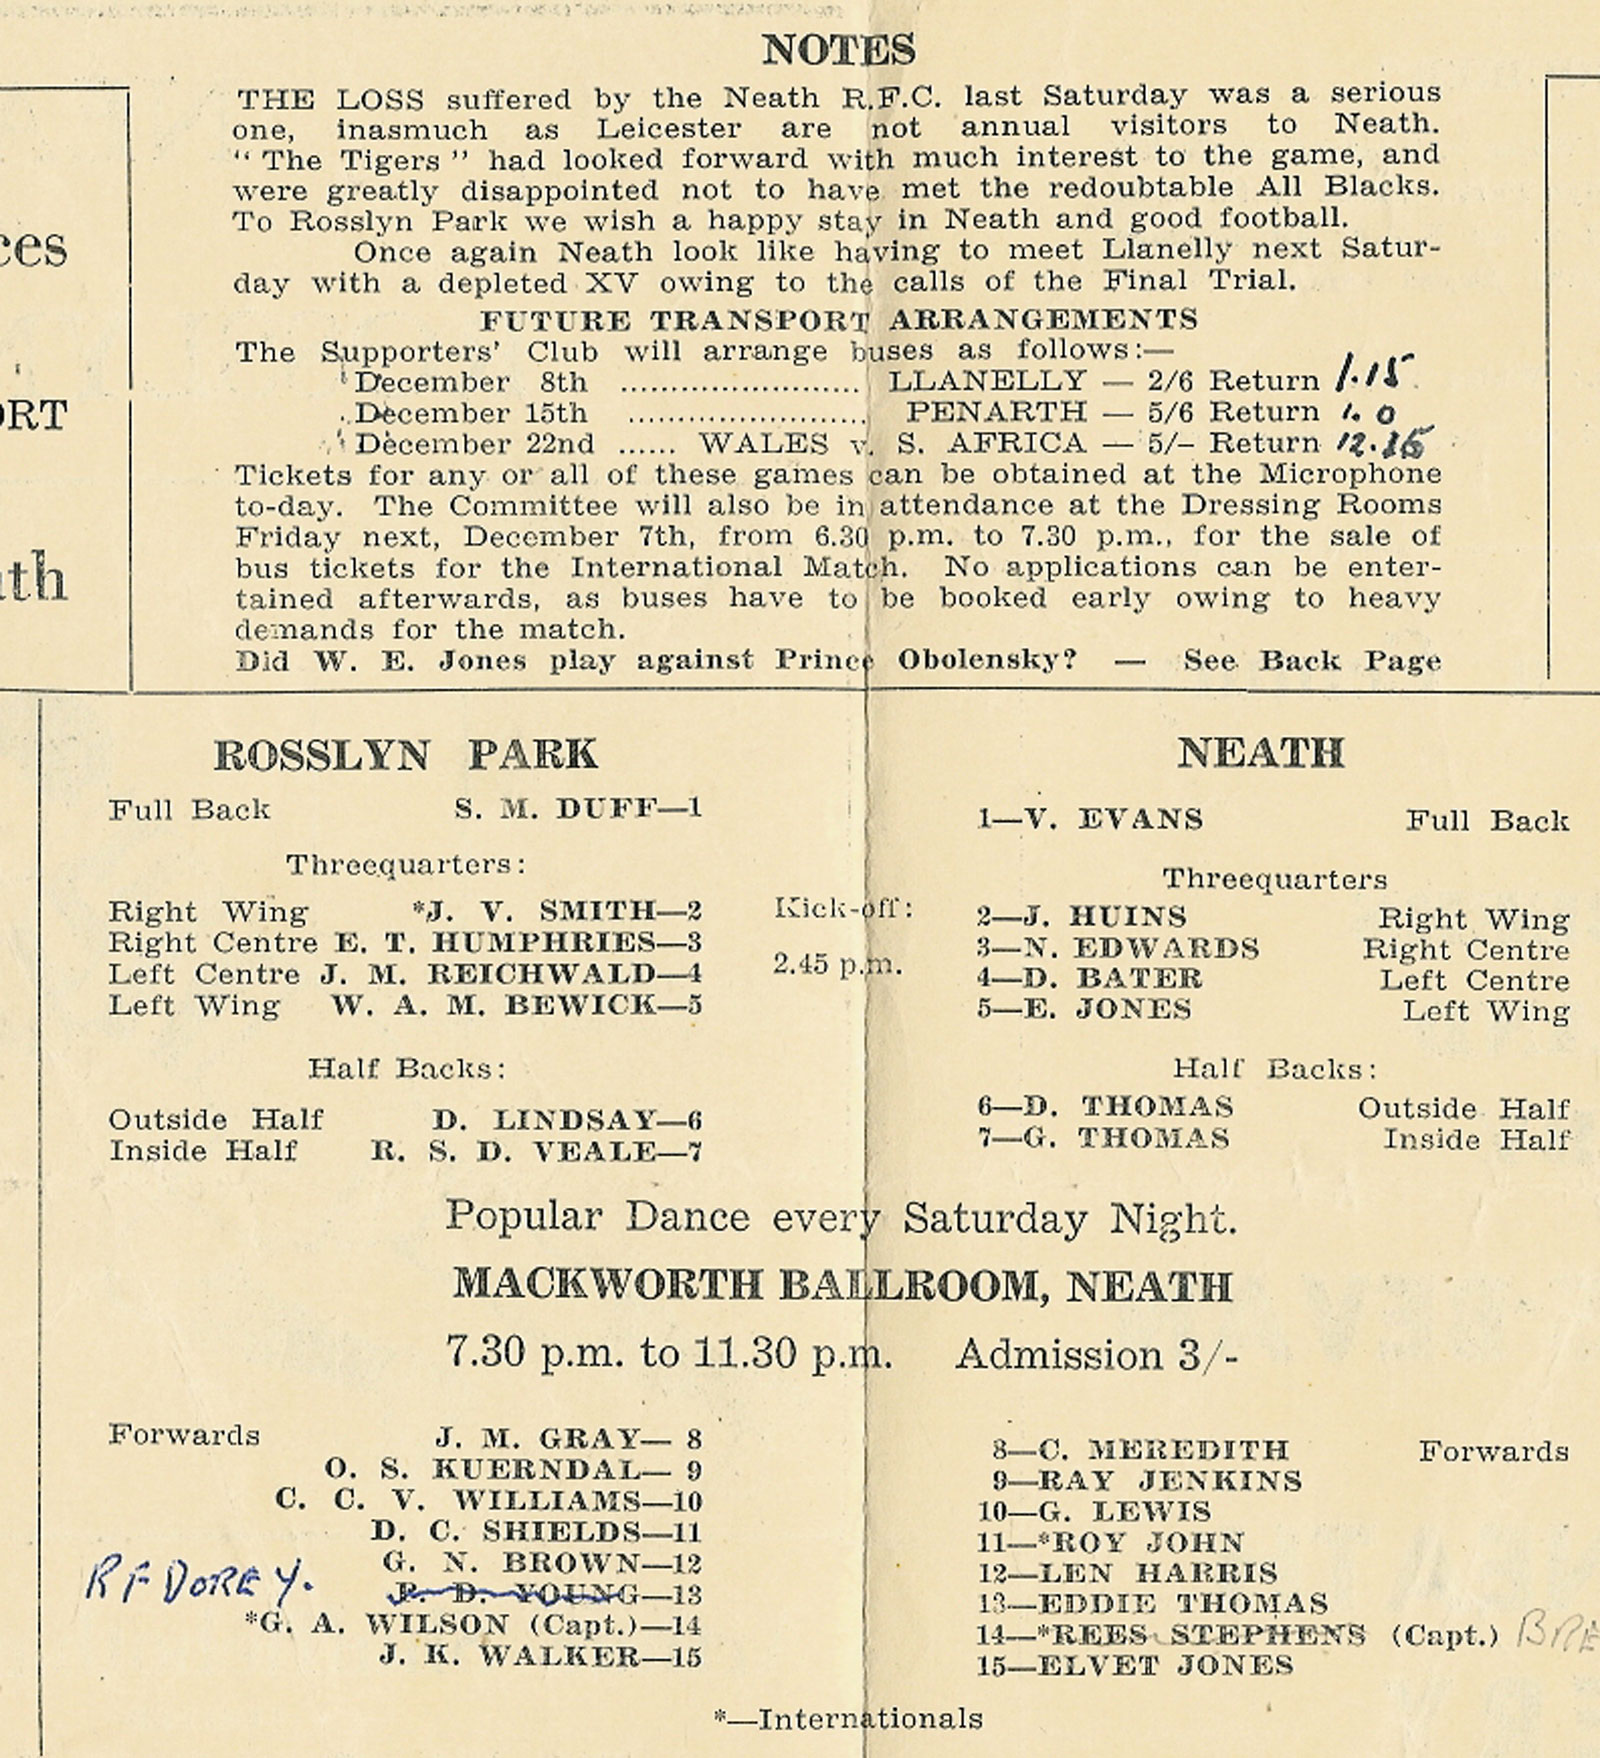 NOTES
THE LOSS suffered by the Neath R.F.C. last Saturday was a serious
one, inasmuch as Leicester are not annual visitors to Neath.
“ The Tigers ” had looked forward with much interest to the game, and
were greatly disappointed not to have met the redoubtable All Blacks.
To Rosslyn Park we wish a happy stay in Neath and good football.
Once again Neath look like having to meet Llanelly next Satur-
day with a depleted XV owing to the calls of the Final Trial.
FUTURE TRANSPORT ARRANGEMENTS
The Supporters’ Club will arrange buses as follows:—
December 8th ........................ LLANELLY — 2/6 Return 1.15
December 15th ........................ PENARTH — 5/6 Return 1.0
December 22nd ...... WALES v. S. AFRICA — 5/– Return 12.15
Tickets for any or all of these games can be obtained at the Microphone
to-day. The Committee will also be in attendance at the Dressing Rooms
Friday next, December 7th, from 6.30 p.m. to 7.30 p.m., for the sale of
bus tickets for the International Match. No applications can be enter-
tained afterwards, as buses have to be booked early owing to heavy
demands for the match.
Did W. E. Jones play against Prince Obolensky? — See Back Page
ROSSLYN PARK
Full Back S. M. DUFF—1
Threequarters:
Right Wing *J. V. SMITH—2
Right Centre E. T. HUMPHRIES—3
Left Centre J. M. REICHWALD—4
Left Wing W. A. M. BEWICK—5
Half Backs:
Outside Half D. LINDSAY—6
Inside Half R. S. D. VEALE—7
Kick-off:
2.45 p.m.
NEATH
1—V. EVANS Full Back
Threequarters
2—J. HUINS Right Wing
3—N. EDWARDS Right Centre
4—D. BATER Left Centre
5—E. JONES Left Wing
Half Backs:
6—D. THOMAS Outside Half
7—G. THOMAS Inside Half
Popular Dance every Saturday Night.
MACKWORTH BALLROOM, NEATH
7.30 p.m. to 11.30 p.m. Admission 3/-
Forwards J. M. GRAY— 8
O. S. KUERNDAL— 9
C. C. V. WILLIAMS—10
D. C. SHIELDS—11
G. N. BROWN—12
R F DOREY. P. D. YOUNG—13
*G. A. WILSON (Capt.)—14
J. K. WALKER—15
8—C. MEREDITH Forwards
9—RAY JENKINS
10—G. LEWIS
11—*ROY JOHN
12—LEN HARRIS
13—EDDIE THOMAS
14—*REES STEPHENS (Capt.)
15—ELVET JONES
*—Internationals